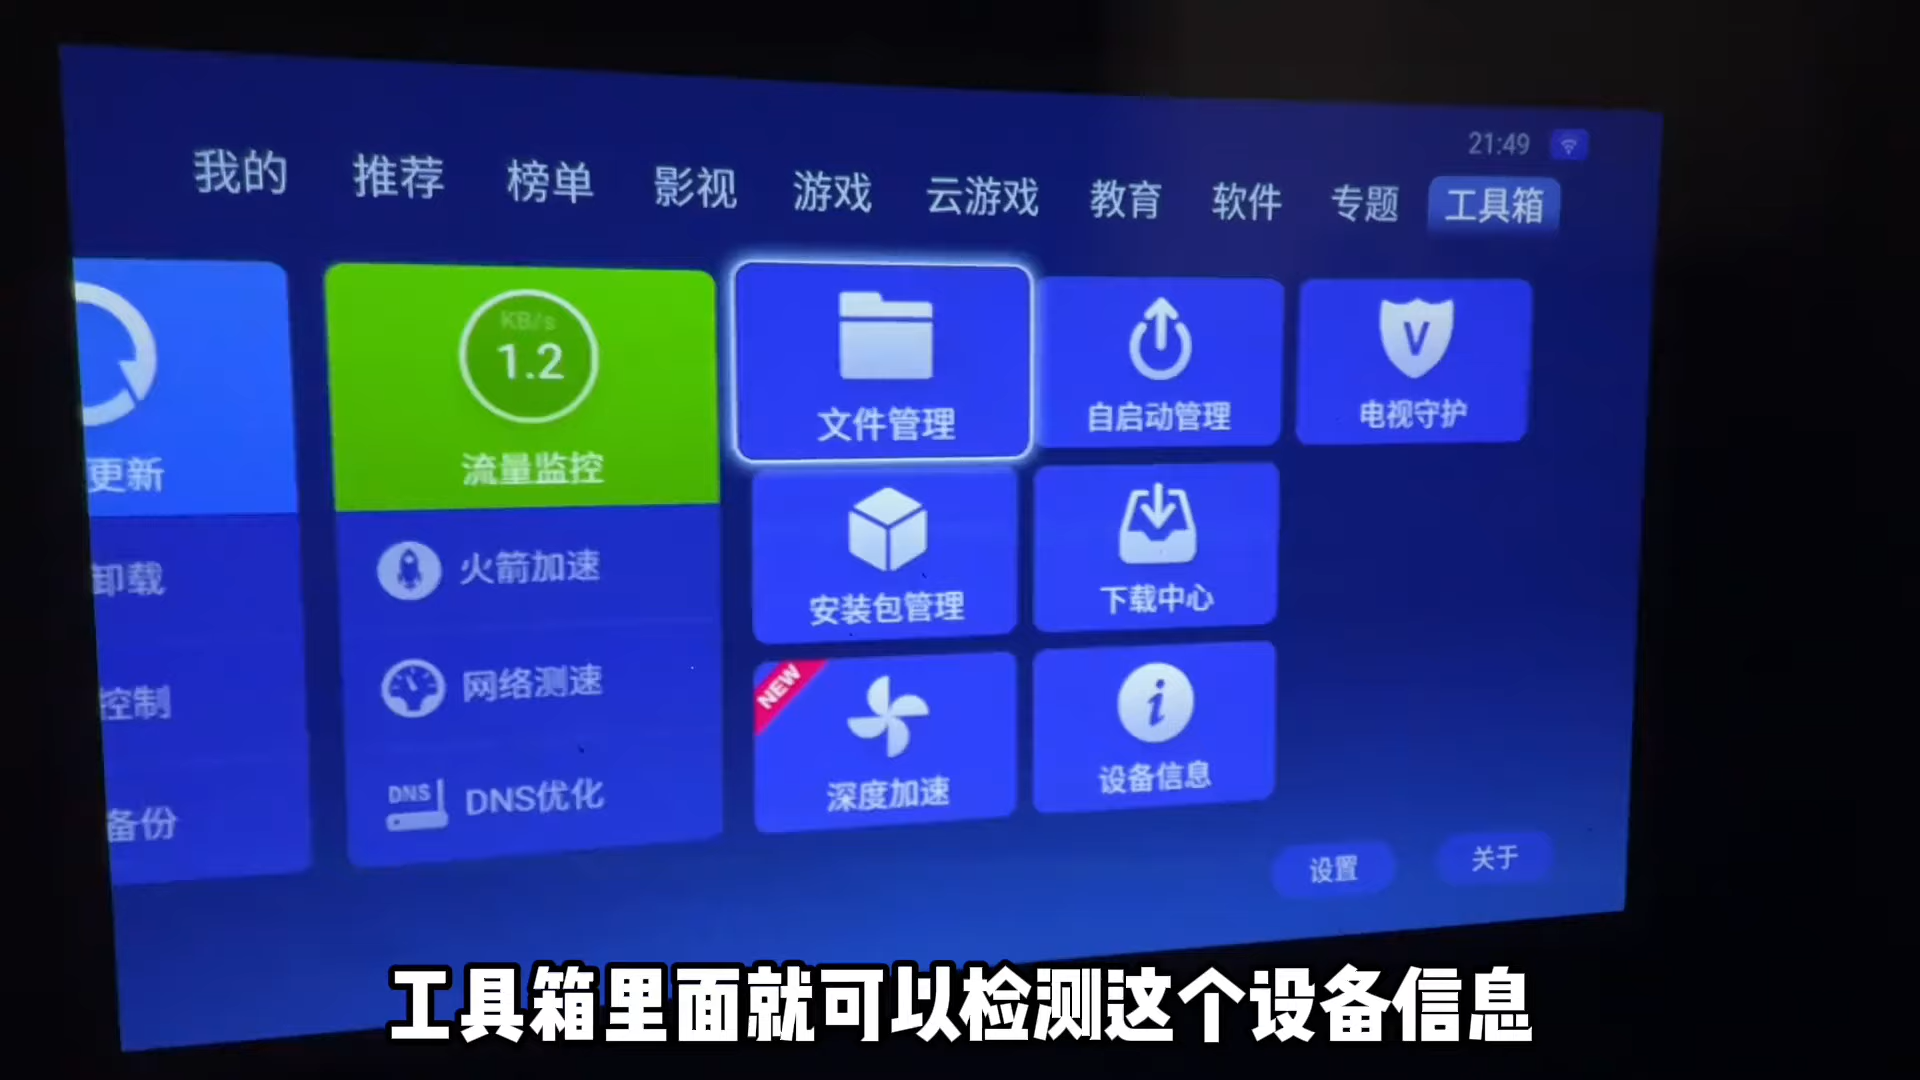 21:49
我的 推荐 榜单 影视 游戏 云游戏 教育 软件 专题 工具箱
更新
卸载
控制
备份
KB/s
1.2
流量监控
火箭加速
网络测速
DNS
DNS优化
文件管理
自启动管理
电视守护
安装包管理
下载中心
NEW
深度加速
设备信息
设置
关于
工具箱里面就可以检测这个设备信息